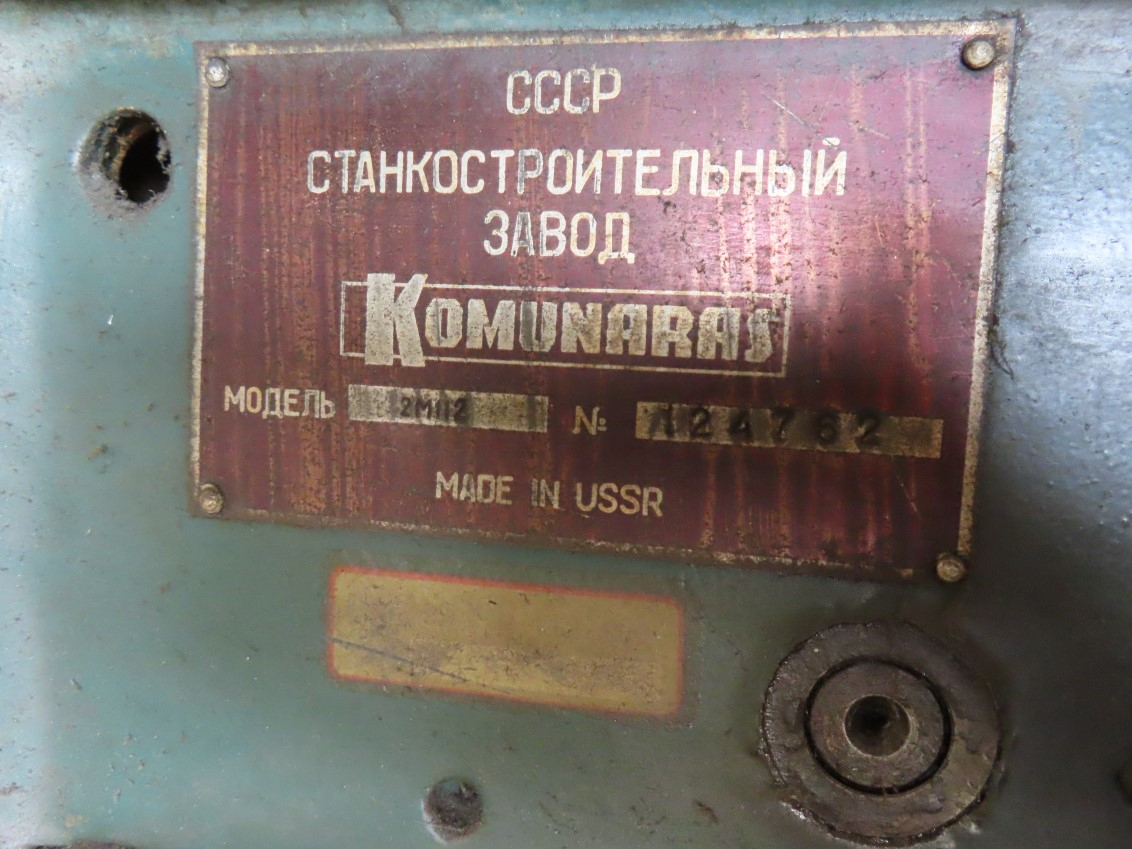 СССР
СТАНКОСТРОИТЕЛЬНЫЙ
ЗАВОД
KOMUNARAS
МОДЕЛЬ 2М112 № 124762
MADE IN USSR